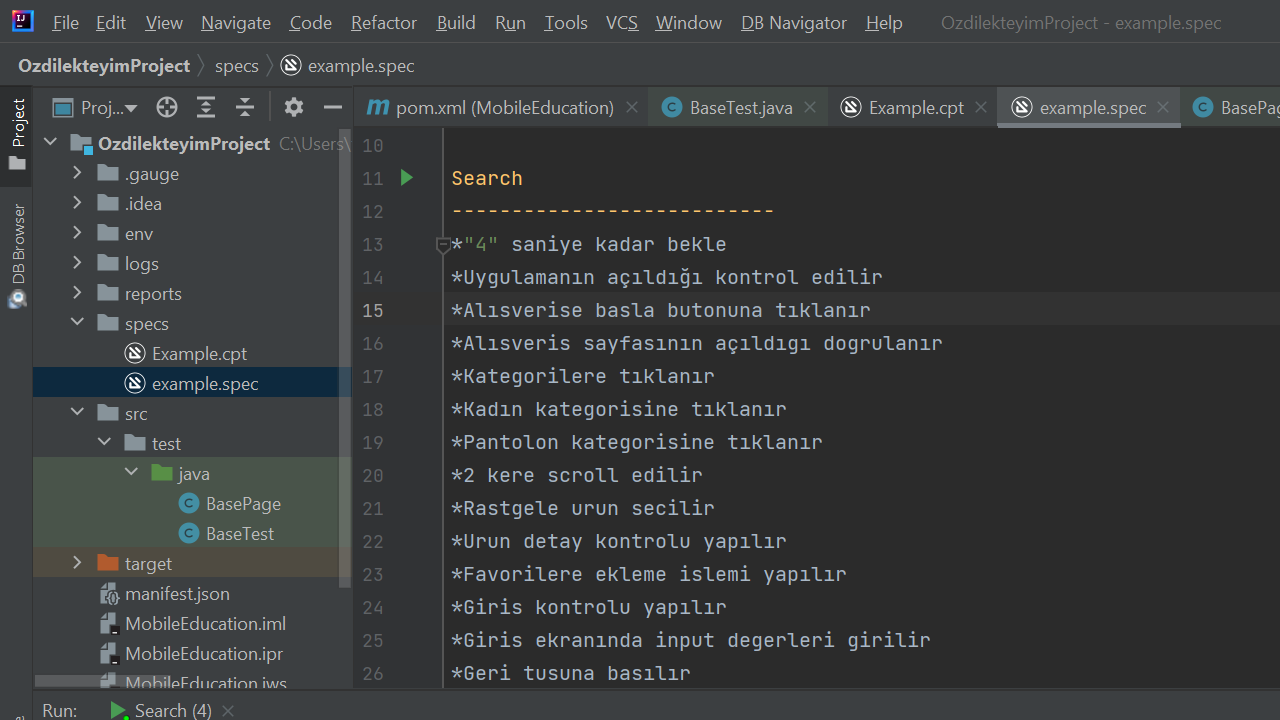 File Edit View Navigate Code Refactor Build Run Tools VCS Window DB Navigator Help OzdilekteyimProject - example.spec
OzdilekteyimProject specs example.spec
Project
DB Browser
Proj...
OzdilekteyimProject C:\Users\
.gauge
.idea
env
logs
reports
specs
Example.cpt
example.spec
src
test
java
BasePage
BaseTest
target
manifest.json
MobileEducation.iml
MobileEducation.ipr
MobileEducation.iws
pom.xml (MobileEducation) BaseTest.java Example.cpt example.spec
10
11 Search
12 ---------------------------
13 *"4" saniye kadar bekle
14 *Uygulamanın açıldığı kontrol edilir
15 *Alısverise basla butonuna tıklanır
16 *Alısveris sayfasının açıldıgı dogrulanır
17 *Kategorilere tıklanır
18 *Kadın kategorisine tıklanır
19 *Pantolon kategorisine tıklanır
20 *2 kere scroll edilir
21 *Rastgele urun secilir
22 *Urun detay kontrolu yapılır
23 *Favorilere ekleme islemi yapılır
24 *Giris kontrolu yapılır
25 *Giris ekranında input degerleri girilir
26 *Geri tusuna basılır
Run: Search (4)